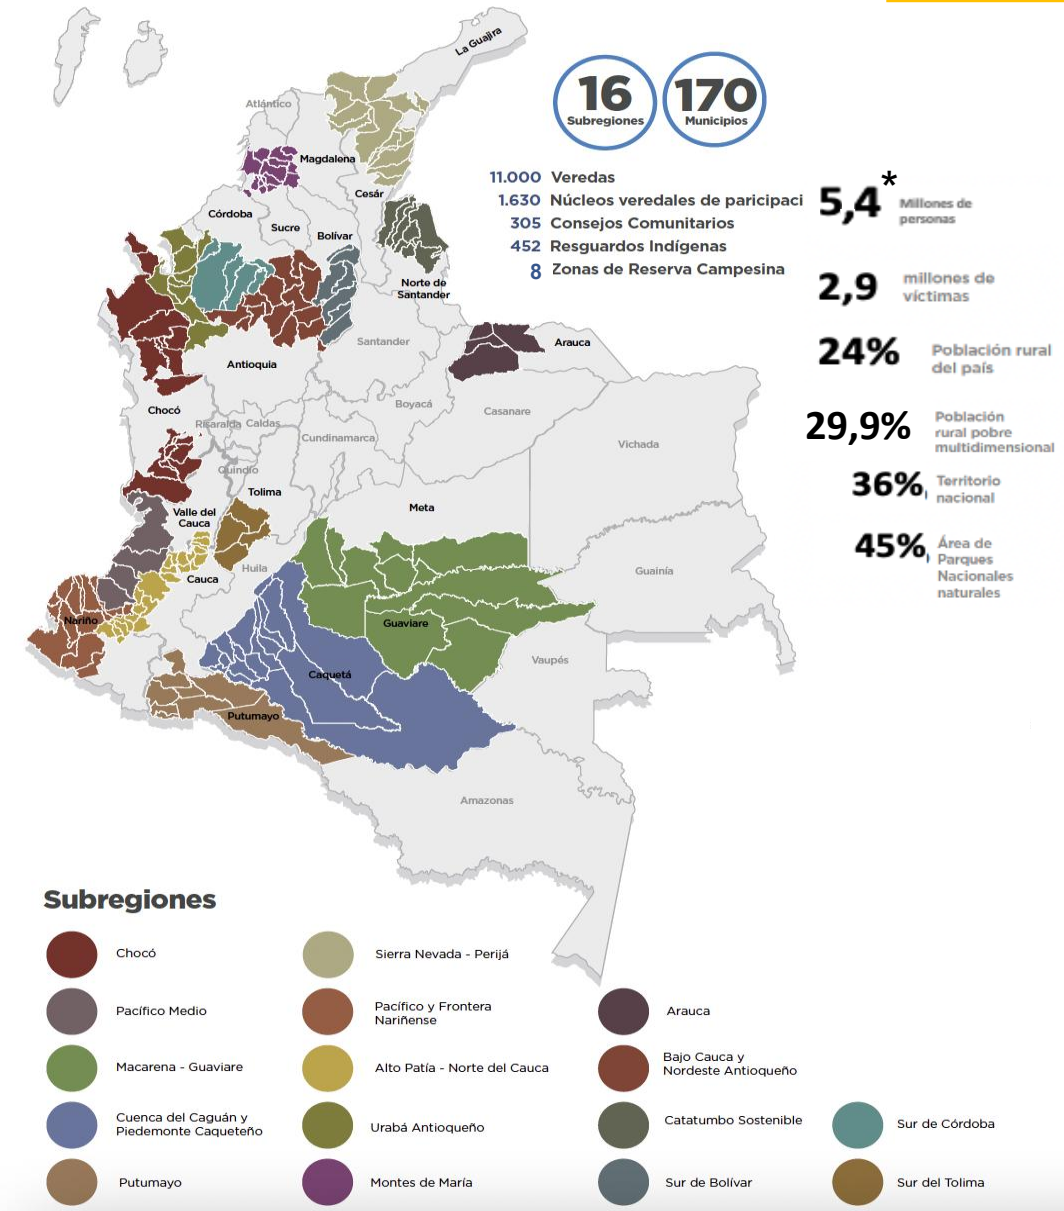 La Guajira
Atlántico
Magdalena
Cesár
Córdoba
Sucre
Bolívar
Norte de
Santander
Santander
Arauca
Antioquia
Boyacá
Casanare
Chocó
Risaralda
Caldas
Cundinamarca
Vichada
Quindío
Tolima
Meta
Valle del
Cauca
Huila
Cauca
Guainía
Nariño
Guaviare
Vaupés
Caquetá
Putumayo
Amazonas
16
Subregiones
170
Municipios
11.000 Veredas
1.630 Núcleos veredales de participaci
305 Consejos Comunitarios
452 Resguardos Indígenas
8 Zonas de Reserva Campesina
5,4*
Millones de
personas
2,9
millones de
víctimas
24%
Población rural
del país
29,9%
Población
rural pobre
multidimensional
36%
Territorio
nacional
45%
Área de
Parques
Nacionales
naturales
Subregiones
Chocó
Pacífico Medio
Macarena - Guaviare
Cuenca del Caguán y
Piedemonte Caqueteño
Putumayo
Sierra Nevada - Perijá
Pacífico y Frontera
Nariñense
Alto Patía - Norte del Cauca
Urabá Antioqueño
Montes de María
Arauca
Bajo Cauca y
Nordeste Antioqueño
Catatumbo Sostenible
Sur de Bolívar
Sur de Córdoba
Sur del Tolima